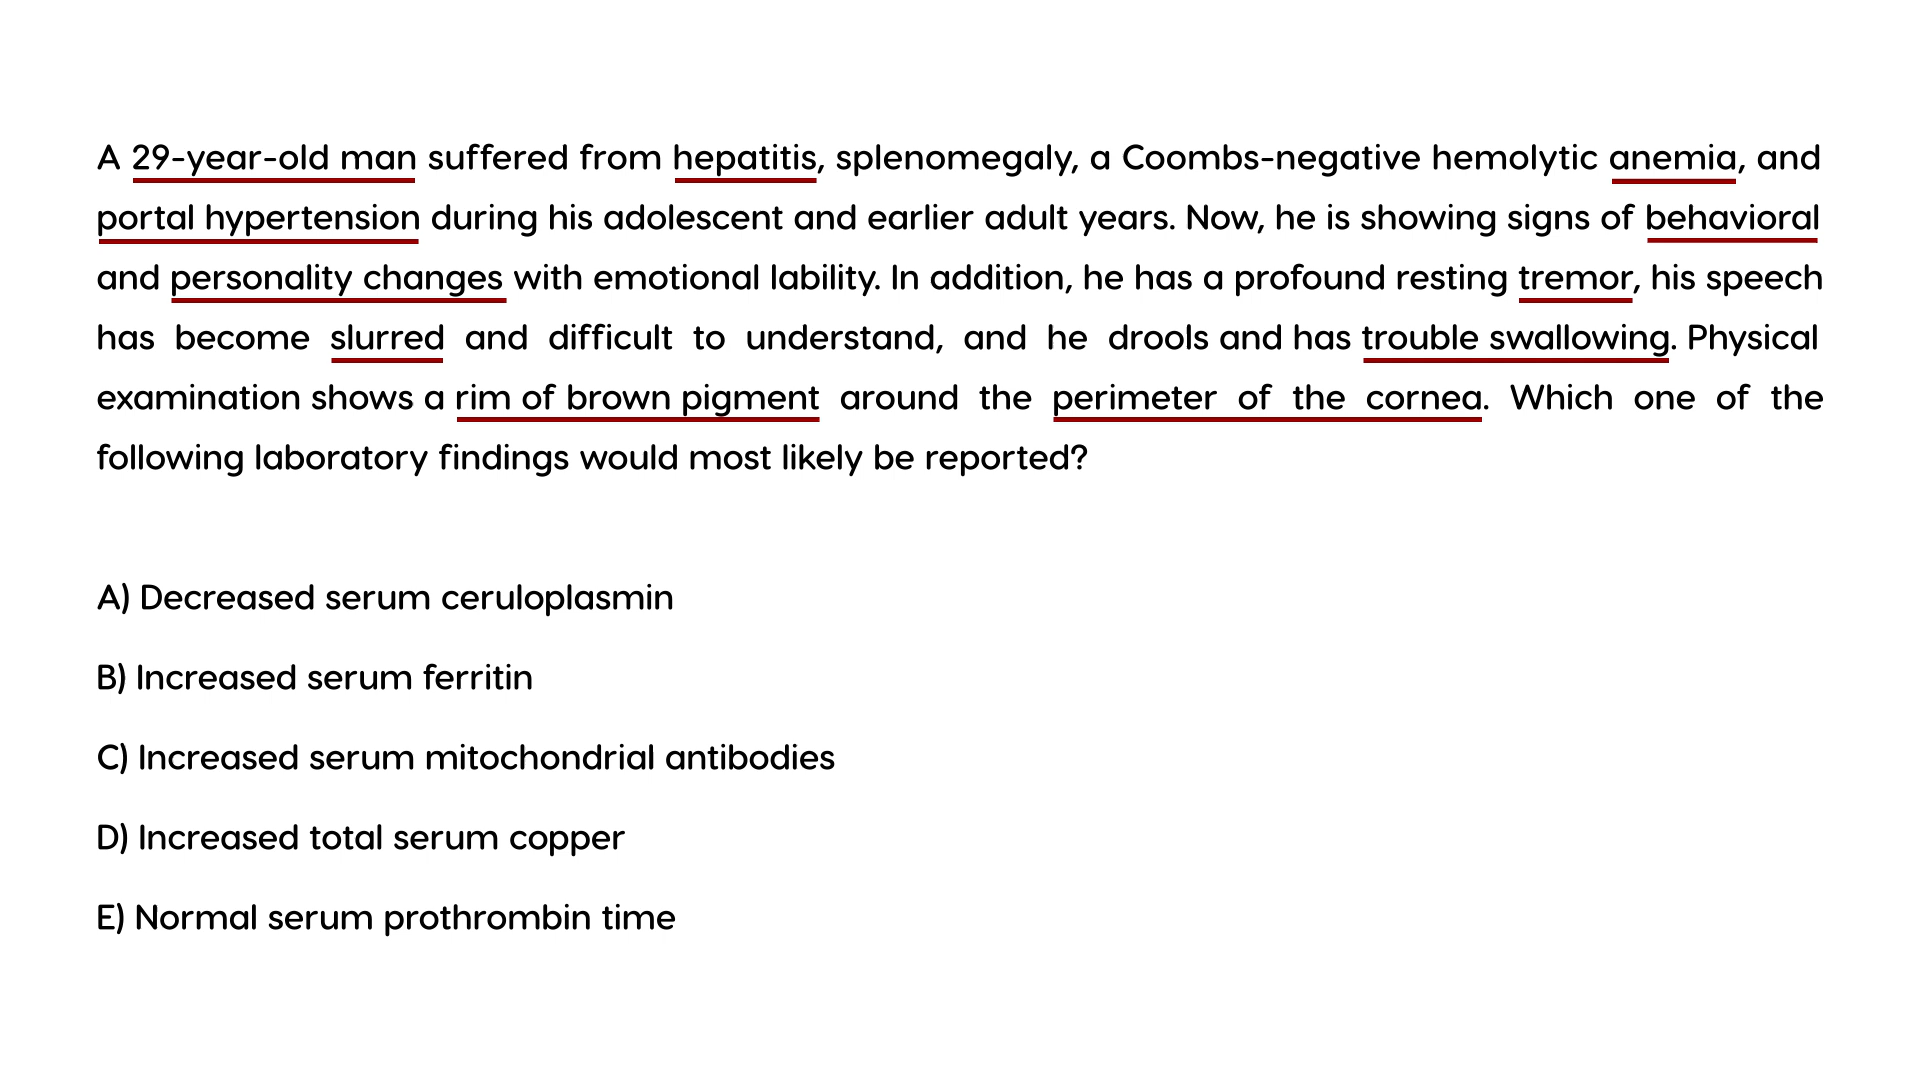 A 29-year-old man suffered from hepatitis, splenomegaly, a Coombs-negative hemolytic anemia, and
portal hypertension during his adolescent and earlier adult years. Now, he is showing signs of behavioral
and personality changes with emotional lability. In addition, he has a profound resting tremor, his speech
has become slurred and difficult to understand, and he drools and has trouble swallowing. Physical
examination shows a rim of brown pigment around the perimeter of the cornea. Which one of the
following laboratory findings would most likely be reported?
A) Decreased serum ceruloplasmin
B) Increased serum ferritin
C) Increased serum mitochondrial antibodies
D) Increased total serum copper
E) Normal serum prothrombin time